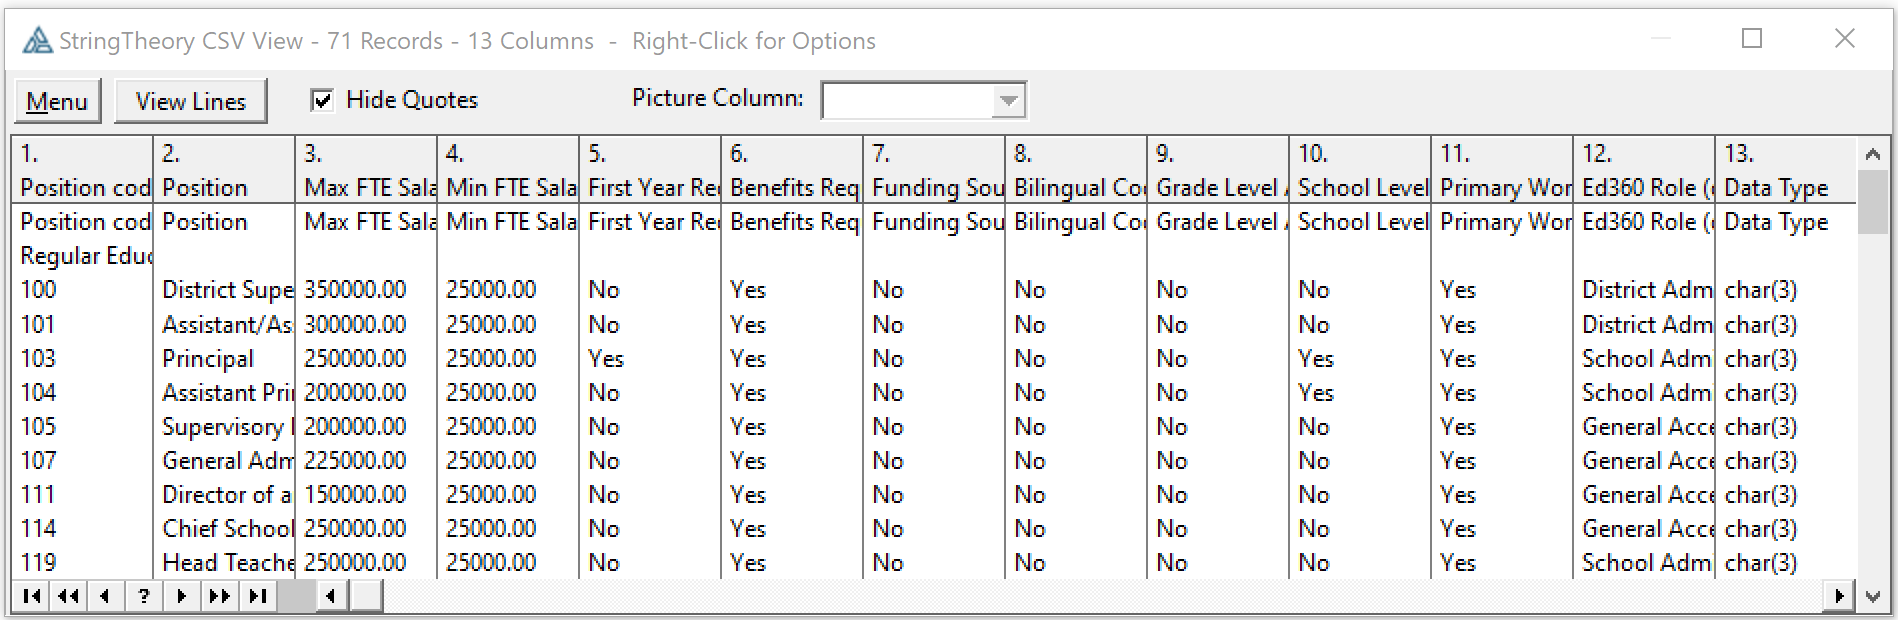 StringTheory CSV View - 71 Records - 13 Columns - Right-Click for Options
Menu View Lines Hide Quotes Picture Column:
1. 2. 3. 4. 5. 6. 7. 8. 9. 10. 11. 12. 13.
Position cod Position Max FTE Sala Min FTE Sala First Year Re Benefits Req Funding Sou Bilingual Co Grade Level School Level Primary Wor Ed360 Role ( Data Type
Position cod Position Max FTE Sala Min FTE Sala First Year Re Benefits Req Funding Sou Bilingual Co Grade Level School Level Primary Wor Ed360 Role ( Data Type
Regular Educ
100 District Supe 350000.00 25000.00 No Yes No No No No Yes District Adm char(3)
101 Assistant/As 300000.00 25000.00 No Yes No No No No Yes District Adm char(3)
103 Principal 250000.00 25000.00 Yes Yes No No No Yes Yes School Admi char(3)
104 Assistant Pri 200000.00 25000.00 No Yes No No No Yes Yes School Admi char(3)
105 Supervisory 200000.00 25000.00 No Yes No No No No Yes General Acce char(3)
107 General Adm 225000.00 25000.00 No Yes No No No No Yes General Acce char(3)
111 Director of a 150000.00 25000.00 No Yes No No No No Yes General Acce char(3)
114 Chief School 250000.00 25000.00 No Yes No No No No Yes General Acce char(3)
119 Head Teache 250000.00 25000.00 No Yes No No No No Yes School Admi char(3)
?